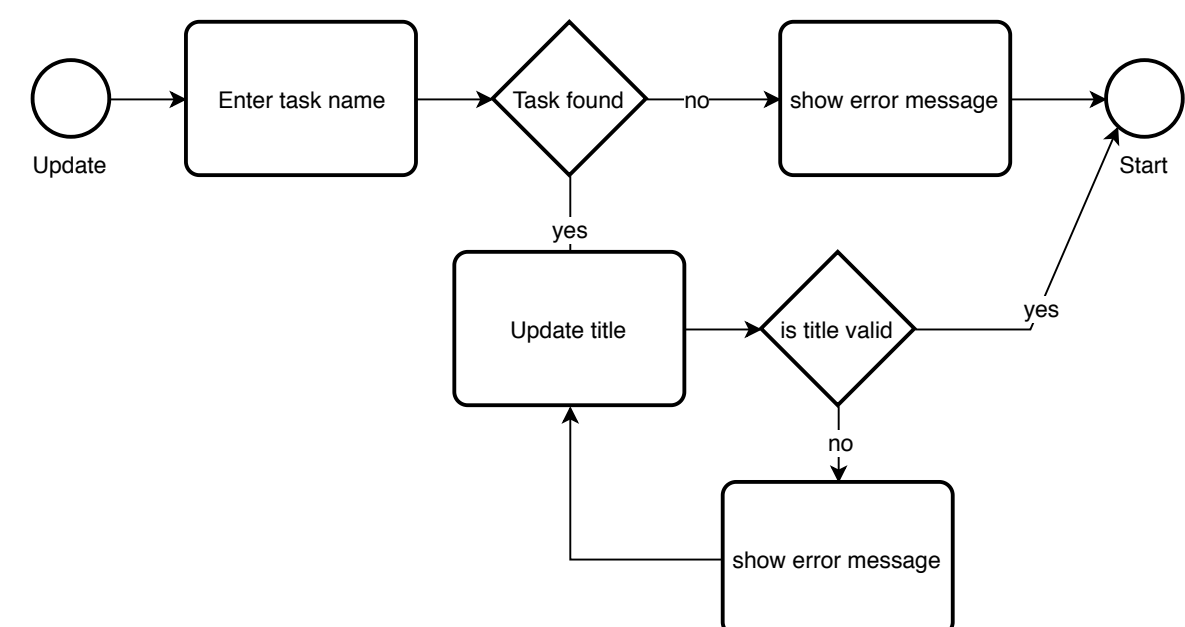 Update
Enter task name
Task found
no
show error message
Start
yes
Update title
is title valid
yes
no
show error message